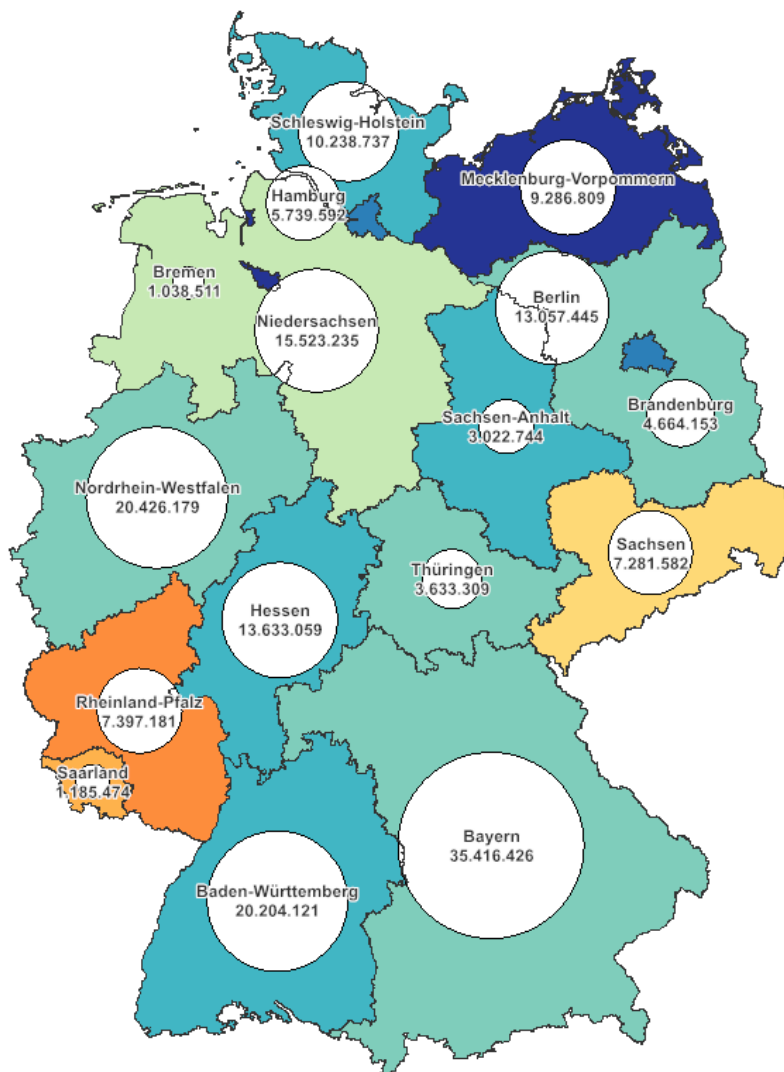 Schleswig-Holstein
10.238.737
Mecklenburg-Vorpommern
9.286.809
Hamburg
5.739.592
Bremen
1.038.511
Berlin
13.057.445
Niedersachsen
15.523.235
Brandenburg
4.664.153
Sachsen-Anhalt
3.022.744
Nordrhein-Westfalen
20.426.179
Sachsen
7.281.582
Thüringen
3.633.309
Hessen
13.633.059
Rheinland-Pfalz
7.397.181
Saarland
1.185.474
Bayern
35.416.426
Baden-Württemberg
20.204.121